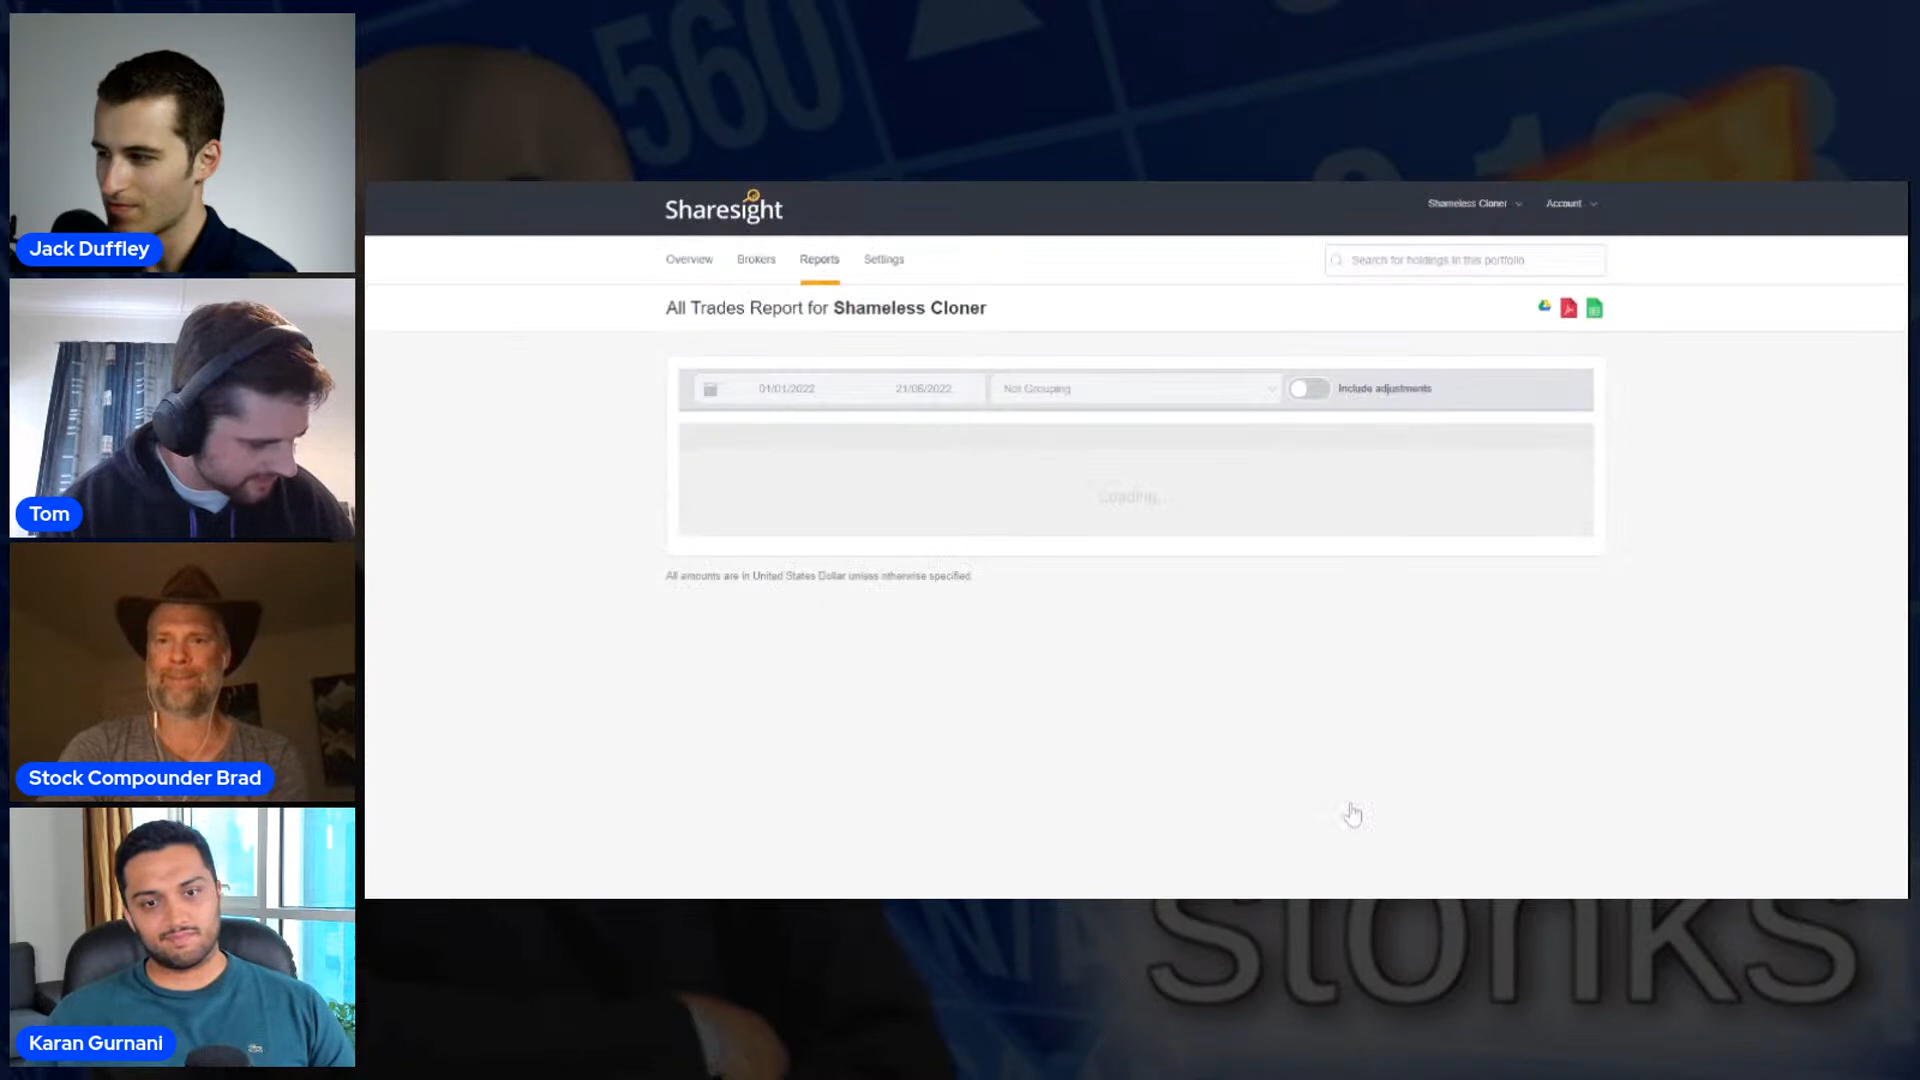 560
Jack Duffley
Tom
Stock Compounder Brad
Karan Gurnani
Sharesight
Shameless Cloner
Account
Overview
Brokers
Reports
Settings
Search for holdings in this portfolio
All Trades Report for Shameless Cloner
01/01/2022
21/06/2022
Not Grouping
Include adjustments
Loading...
All amounts are in United States Dollar unless otherwise specified.
stonks